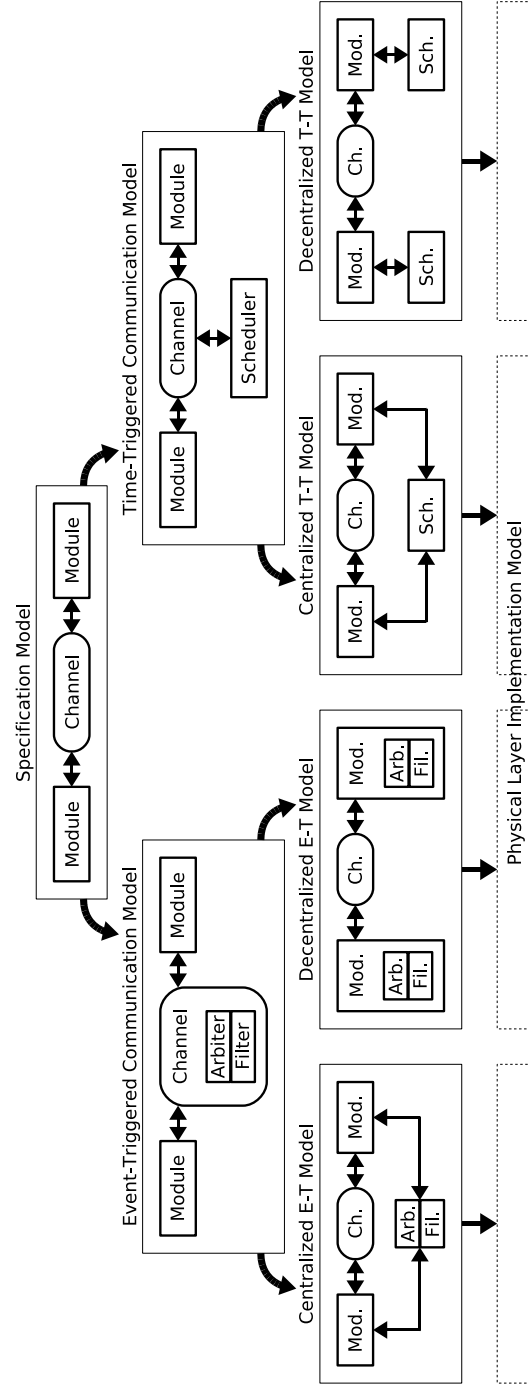 Specification Model
Module
Channel
Module
Event-Triggered Communication Model
Module
Channel
Arbiter
Filter
Module
Time-Triggered Communication Model
Module
Channel
Module
Scheduler
Centralized E-T Model
Mod.
Ch.
Mod.
Arb.
Fil.
Decentralized E-T Model
Mod.
Arb.
Fil.
Ch.
Mod.
Arb.
Fil.
Centralized T-T Model
Mod.
Ch.
Mod.
Sch.
Decentralized T-T Model
Mod.
Ch.
Mod.
Sch.
Sch.
Physical Layer Implementation Model